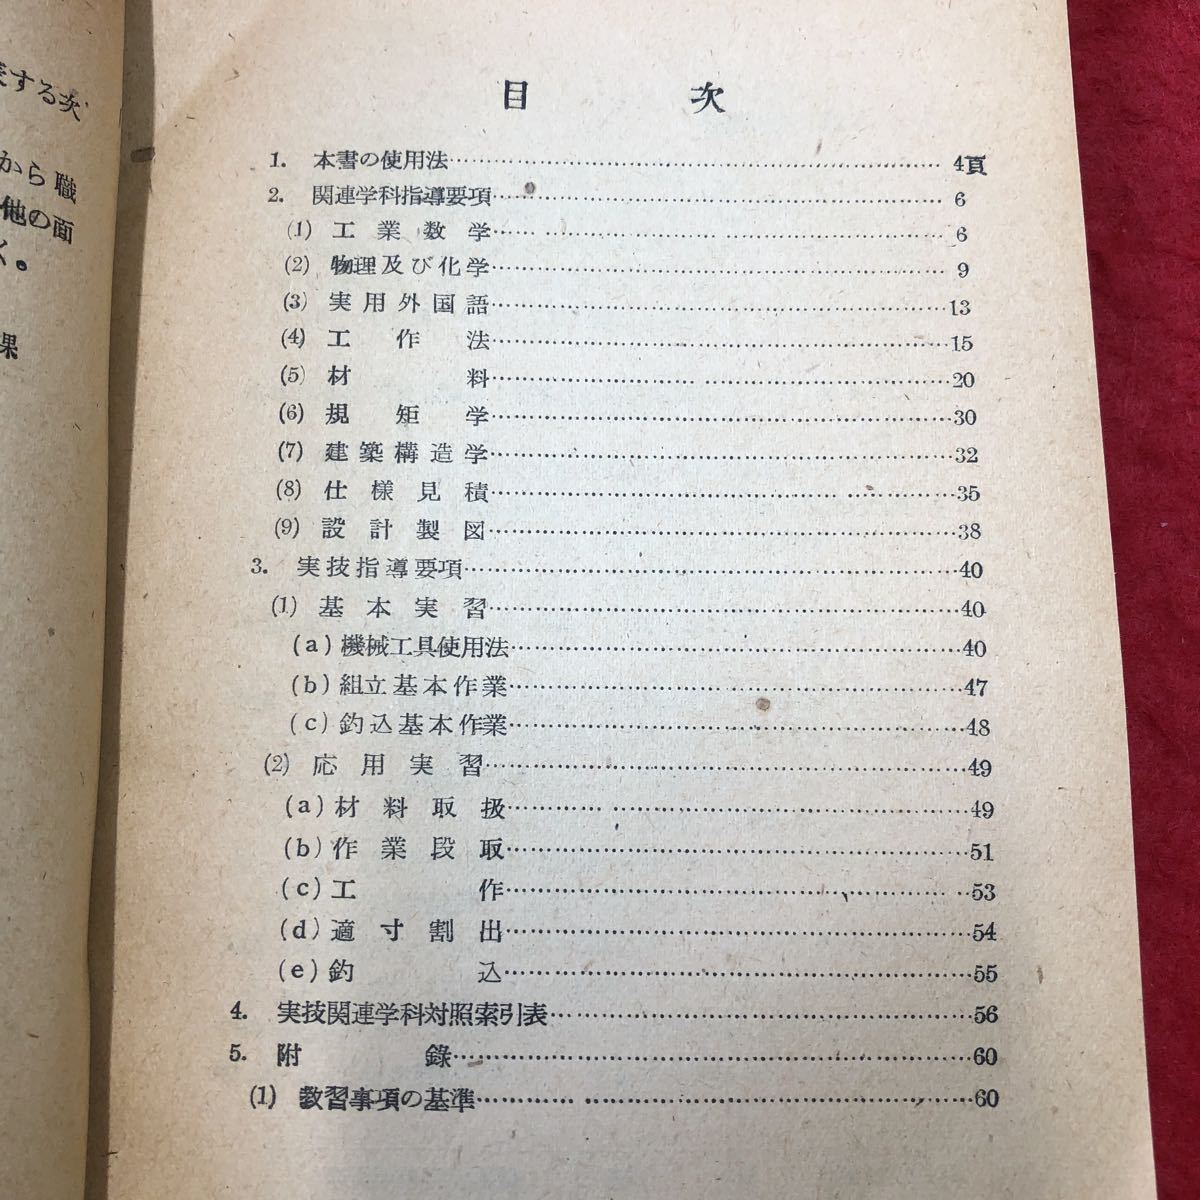 する次
から職
他の面
く。
課
目次
1. 本書の使用法……4頁
2. 関連学科指導要項……6
(1) 工業数学……6
(2) 物理及び化学……9
(3) 実用外国語……13
(4) 工作法……15
(5) 材料……20
(6) 規矩学……30
(7) 建築構造学……32
(8) 仕様見積……35
(9) 設計製図……38
3. 実技指導要項……40
(1) 基本実習……40
(a) 機械工具使用法……40
(b) 組立基本作業……47
(c) 釣込基本作業……48
(2) 応用実習……49
(a) 材料取扱……49
(b) 作業段取……51
(c) 工作……53
(d) 適寸割出……54
(e) 釣込……55
4. 実技関連学科対照索引表……56
5. 附録……60
(1) 教習事項の基準……60